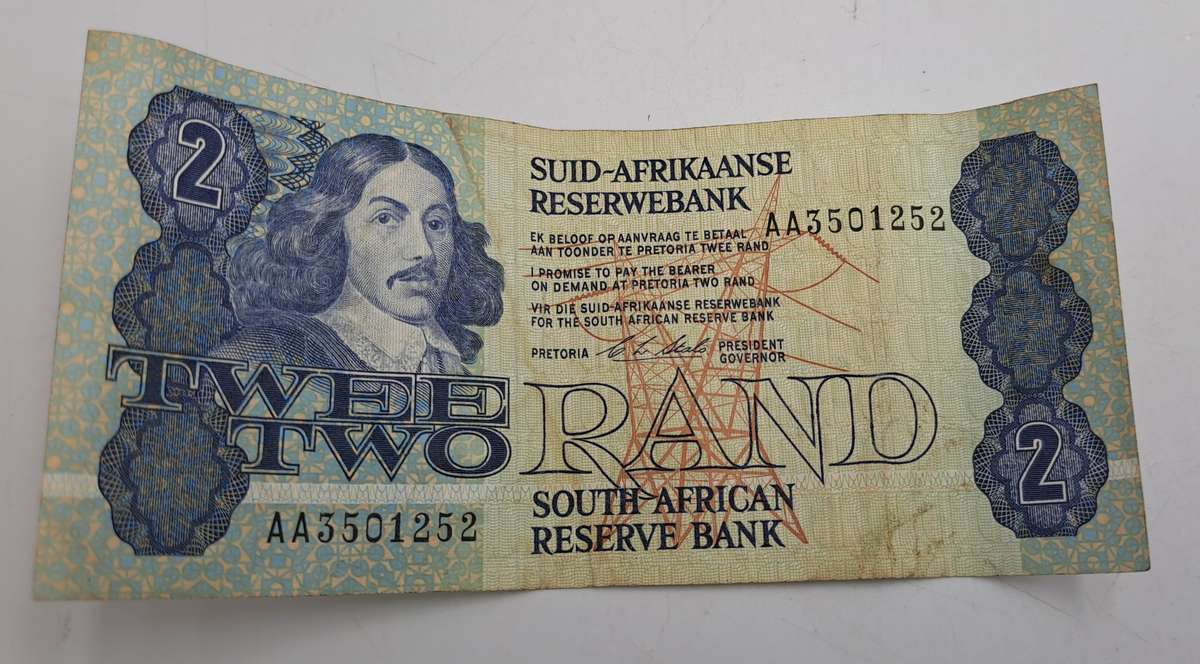 2
SUID-AFRIKAANSE
RESERWEBANK
AA3501252
EK BELOOF OP AANVRAAG TE BETAAL
AAN TOONDER TE PRETORIA TWEE RAND
I PROMISE TO PAY THE BEARER
ON DEMAND AT PRETORIA TWO RAND
VIR DIE SUID-AFRIKAANSE RESERWEBANK
FOR THE SOUTH AFRICAN RESERVE BANK
PRETORIA PRESIDENT
GOVERNOR
TWEE RAND
TWO
2
SOUTH AFRICAN
RESERVE BANK
AA3501252